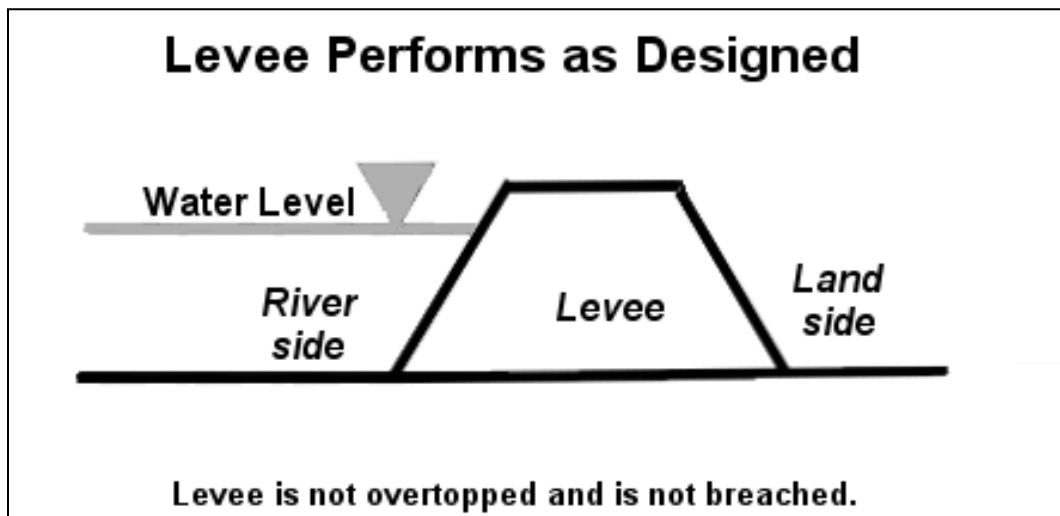 Levee Performs as Designed
Water Level
River
side
Levee
Land
side
Levee is not overtopped and is not breached.